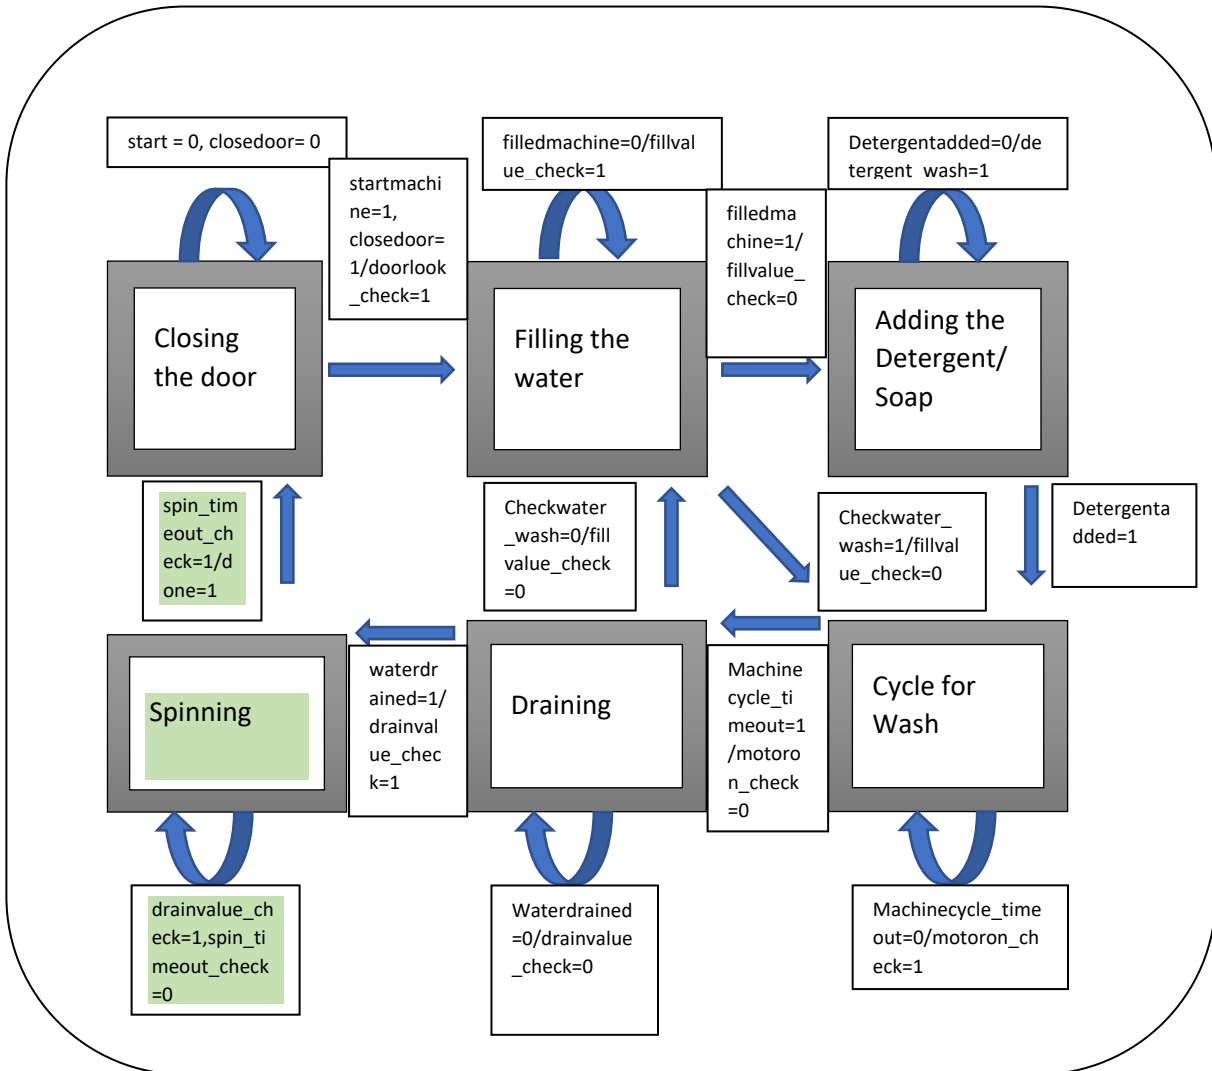 start = 0, closedoor= 0
filledmachine=0/fillval
ue_check=1
Detergentadded=0/de
tergent_wash=1
startmachi
ne=1,
closedoor=
1/doorlook
_check=1
filledma
chine=1/
fillvalue_
check=0
Closing
the door
Filling the
water
Adding the
Detergent/
Soap
spin_tim
eout_ch
eck=1/d
one=1
Checkwater
_wash=0/fill
value_check
=0
Checkwater_
wash=1/fillval
ue_check=0
Detergenta
dded=1
Spinning
waterdr
ained=1/
drainval
ue_chec
k=1
Draining
Machine
cycle_ti
meout=1
/motoro
n_check
=0
Cycle for
Wash
drainvalue_ch
eck=1,spin_ti
meout_check
=0
Waterdrained
=0/drainvalue
_check=0
Machinecycle_time
out=0/motoron_ch
eck=1